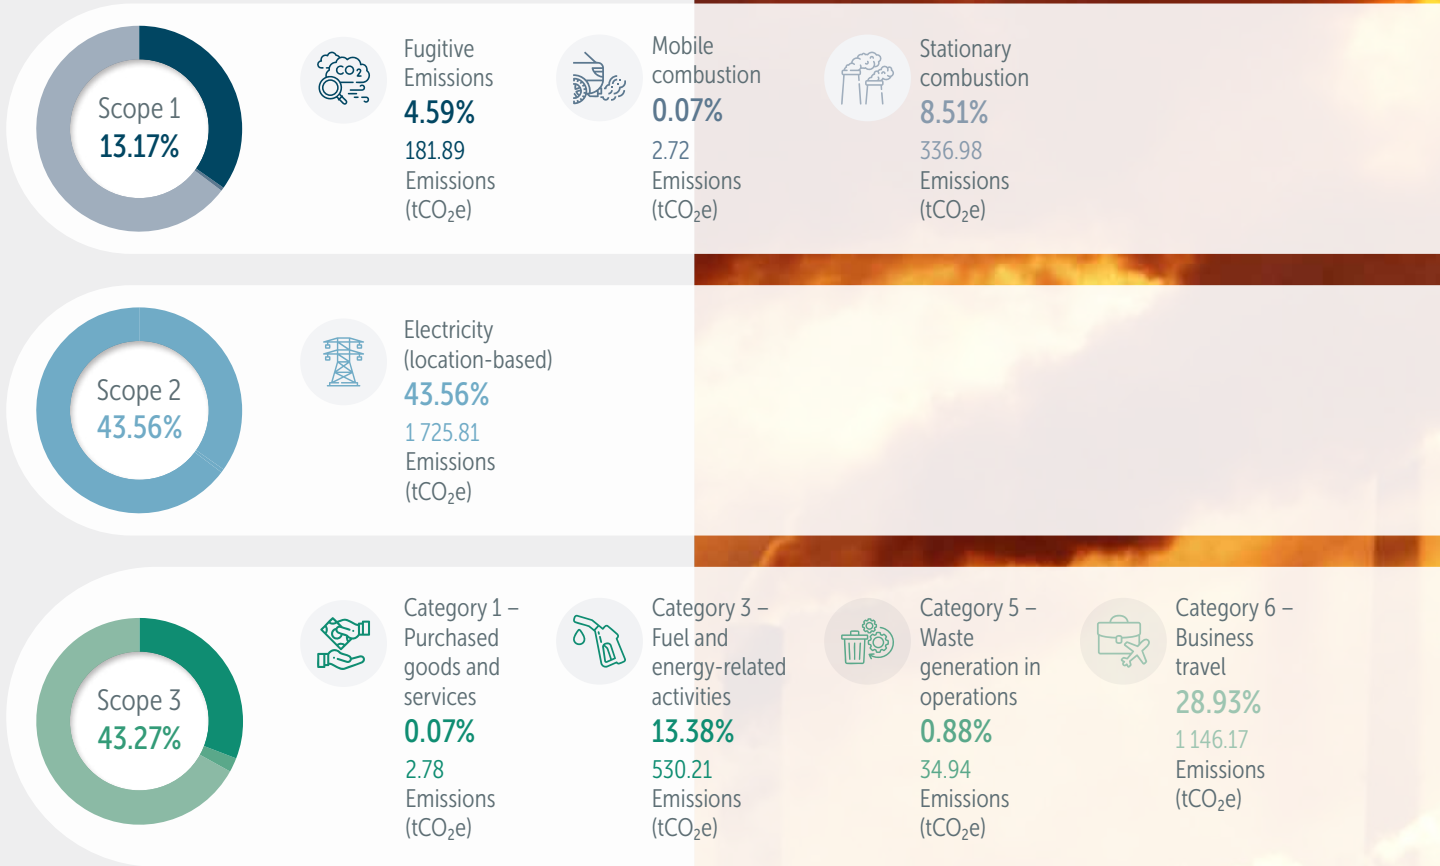 Scope 1
13.17%
CO2
Fugitive
Emissions
4.59%
181.89
Emissions
(tCO₂e)
Mobile
combustion
0.07%
2.72
Emissions
(tCO₂e)
Stationary
combustion
8.51%
336.98
Emissions
(tCO₂e)
Scope 2
43.56%
Electricity
(location-based)
43.56%
1 725.81
Emissions
(tCO₂e)
Scope 3
43.27%
Category 1 –
Purchased
goods and
services
0.07%
2.78
Emissions
(tCO₂e)
Category 3 –
Fuel and
energy-related
activities
13.38%
530.21
Emissions
(tCO₂e)
Category 5 –
Waste
generation in
operations
0.88%
34.94
Emissions
(tCO₂e)
Category 6 –
Business
travel
28.93%
1 146.17
Emissions
(tCO₂e)